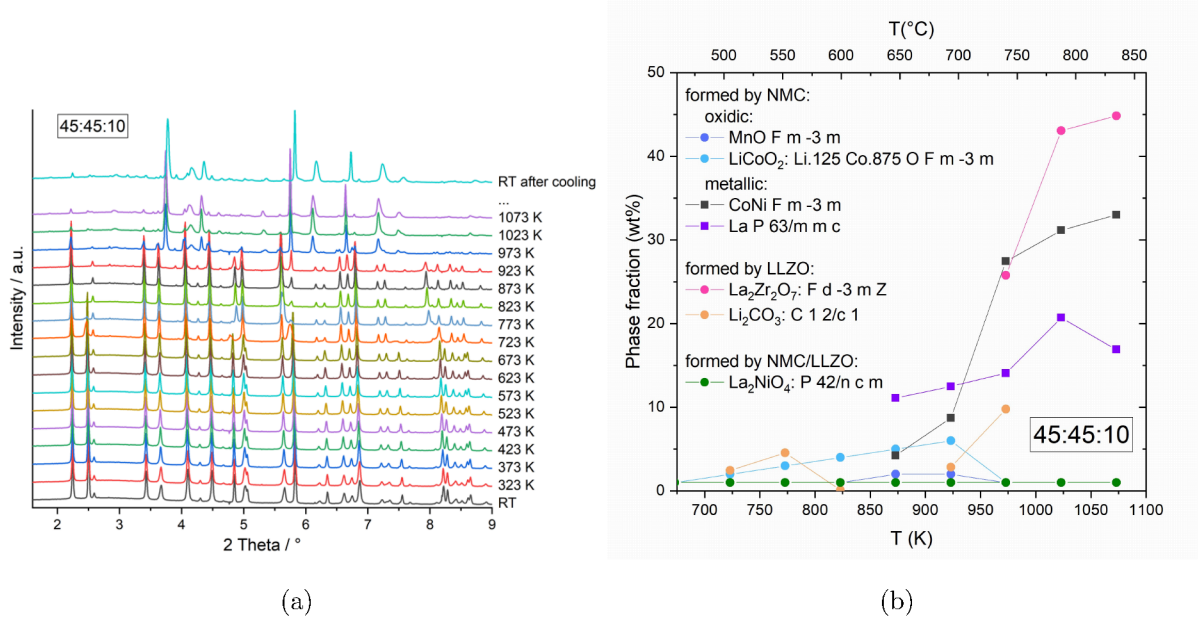 45:45:10
RT after cooling
...
1073 K
1023 K
973 K
923 K
873 K
823 K
773 K
723 K
673 K
623 K
573 K
523 K
473 K
423 K
373 K
323 K
RT
Intensity / a.u.
2 3 4 5 6 7 8 9
2 Theta / °
(a)
T(°C)
500 550 600 650 700 750 800 850
50
40
30
20
10
0
Phase fraction (wt%)
formed by NMC:
oxidic:
MnO F m -3 m
LiCoO₂: Li.125 Co.875 O F m -3 m
metallic:
CoNi F m -3 m
La P 63/m m c
formed by LLZO:
La₂Zr₂O₇: F d -3 m Z
Li₂CO₃: C 1 2/c 1
formed by NMC/LLZO:
La₂NiO₄: P 42/n c m
45:45:10
700 750 800 850 900 950 1000 1050 1100
T (K)
(b)